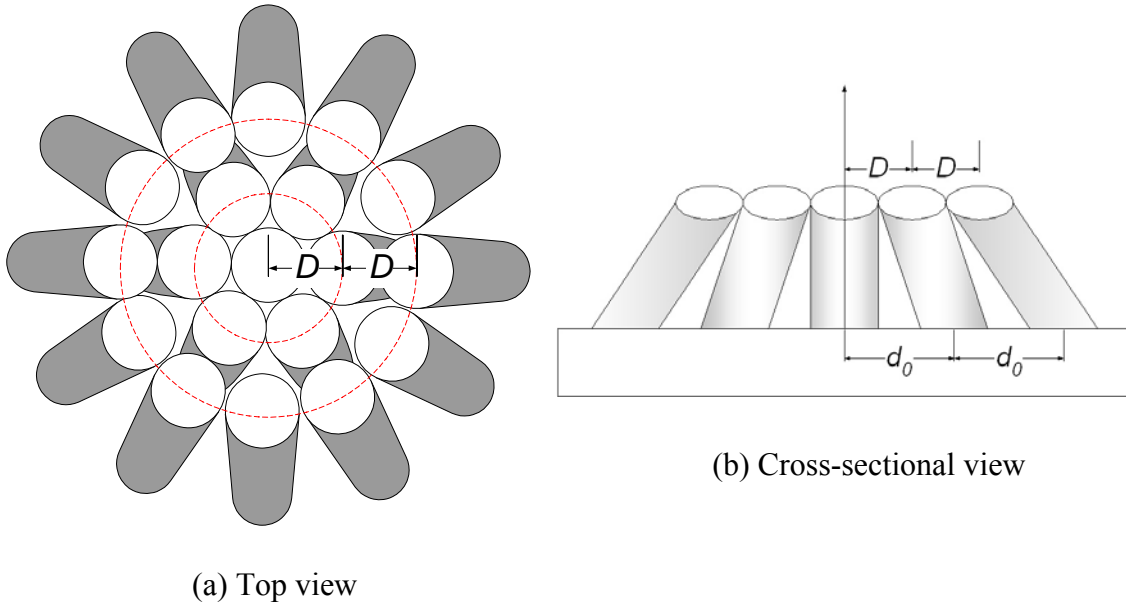 D D
(a) Top view
D D
d₀ d₀
(b) Cross-sectional view